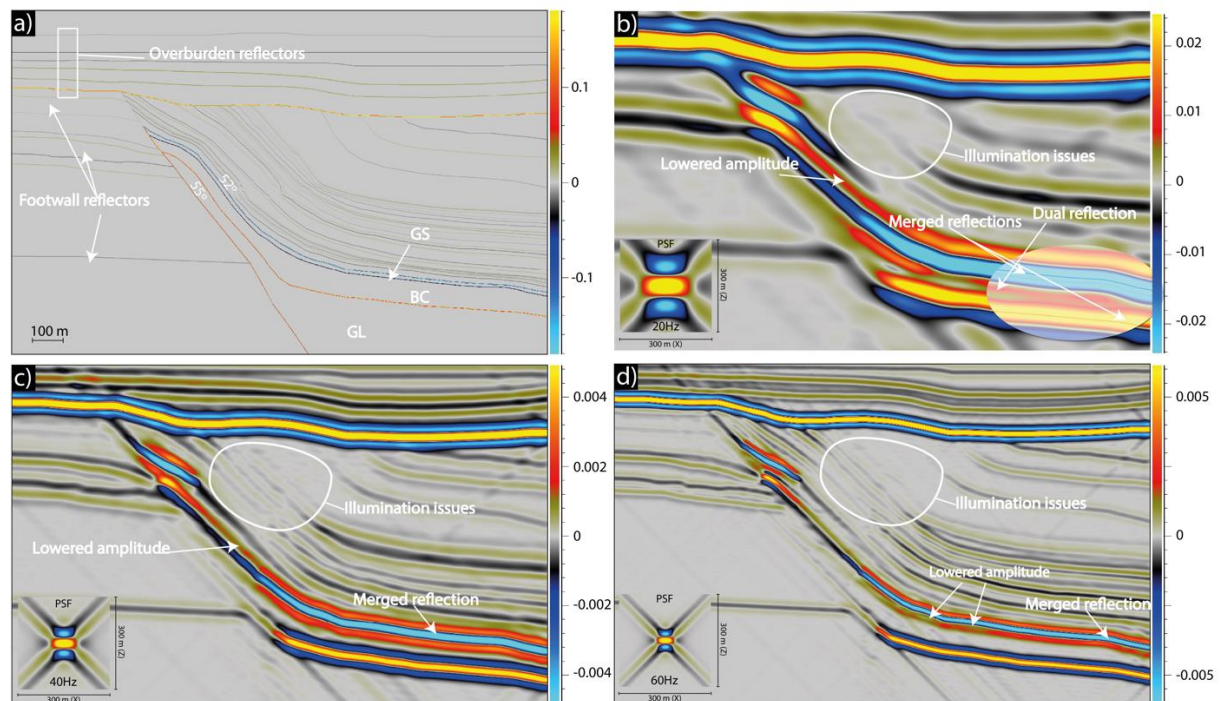 a)
Overburden reflectors
Footwall reflectors
55º
52º
GS
BC
GL
100 m
0.1
0
-0.1
b)
Lowered amplitude
Illumination issues
Merged reflections
Dual reflection
PSF
20Hz
300 m (Z)
300 m (X)
0.02
0.01
0
-0.01
-0.02
c)
Illumination issues
Lowered amplitude
Merged reflection
PSF
40Hz
300 m (Z)
300 m (X)
0.004
0.002
0
-0.002
-0.004
d)
Illumination issues
Lowered amplitude
Merged reflection
PSF
60Hz
300 m (Z)
300 m (X)
0.005
0
-0.005